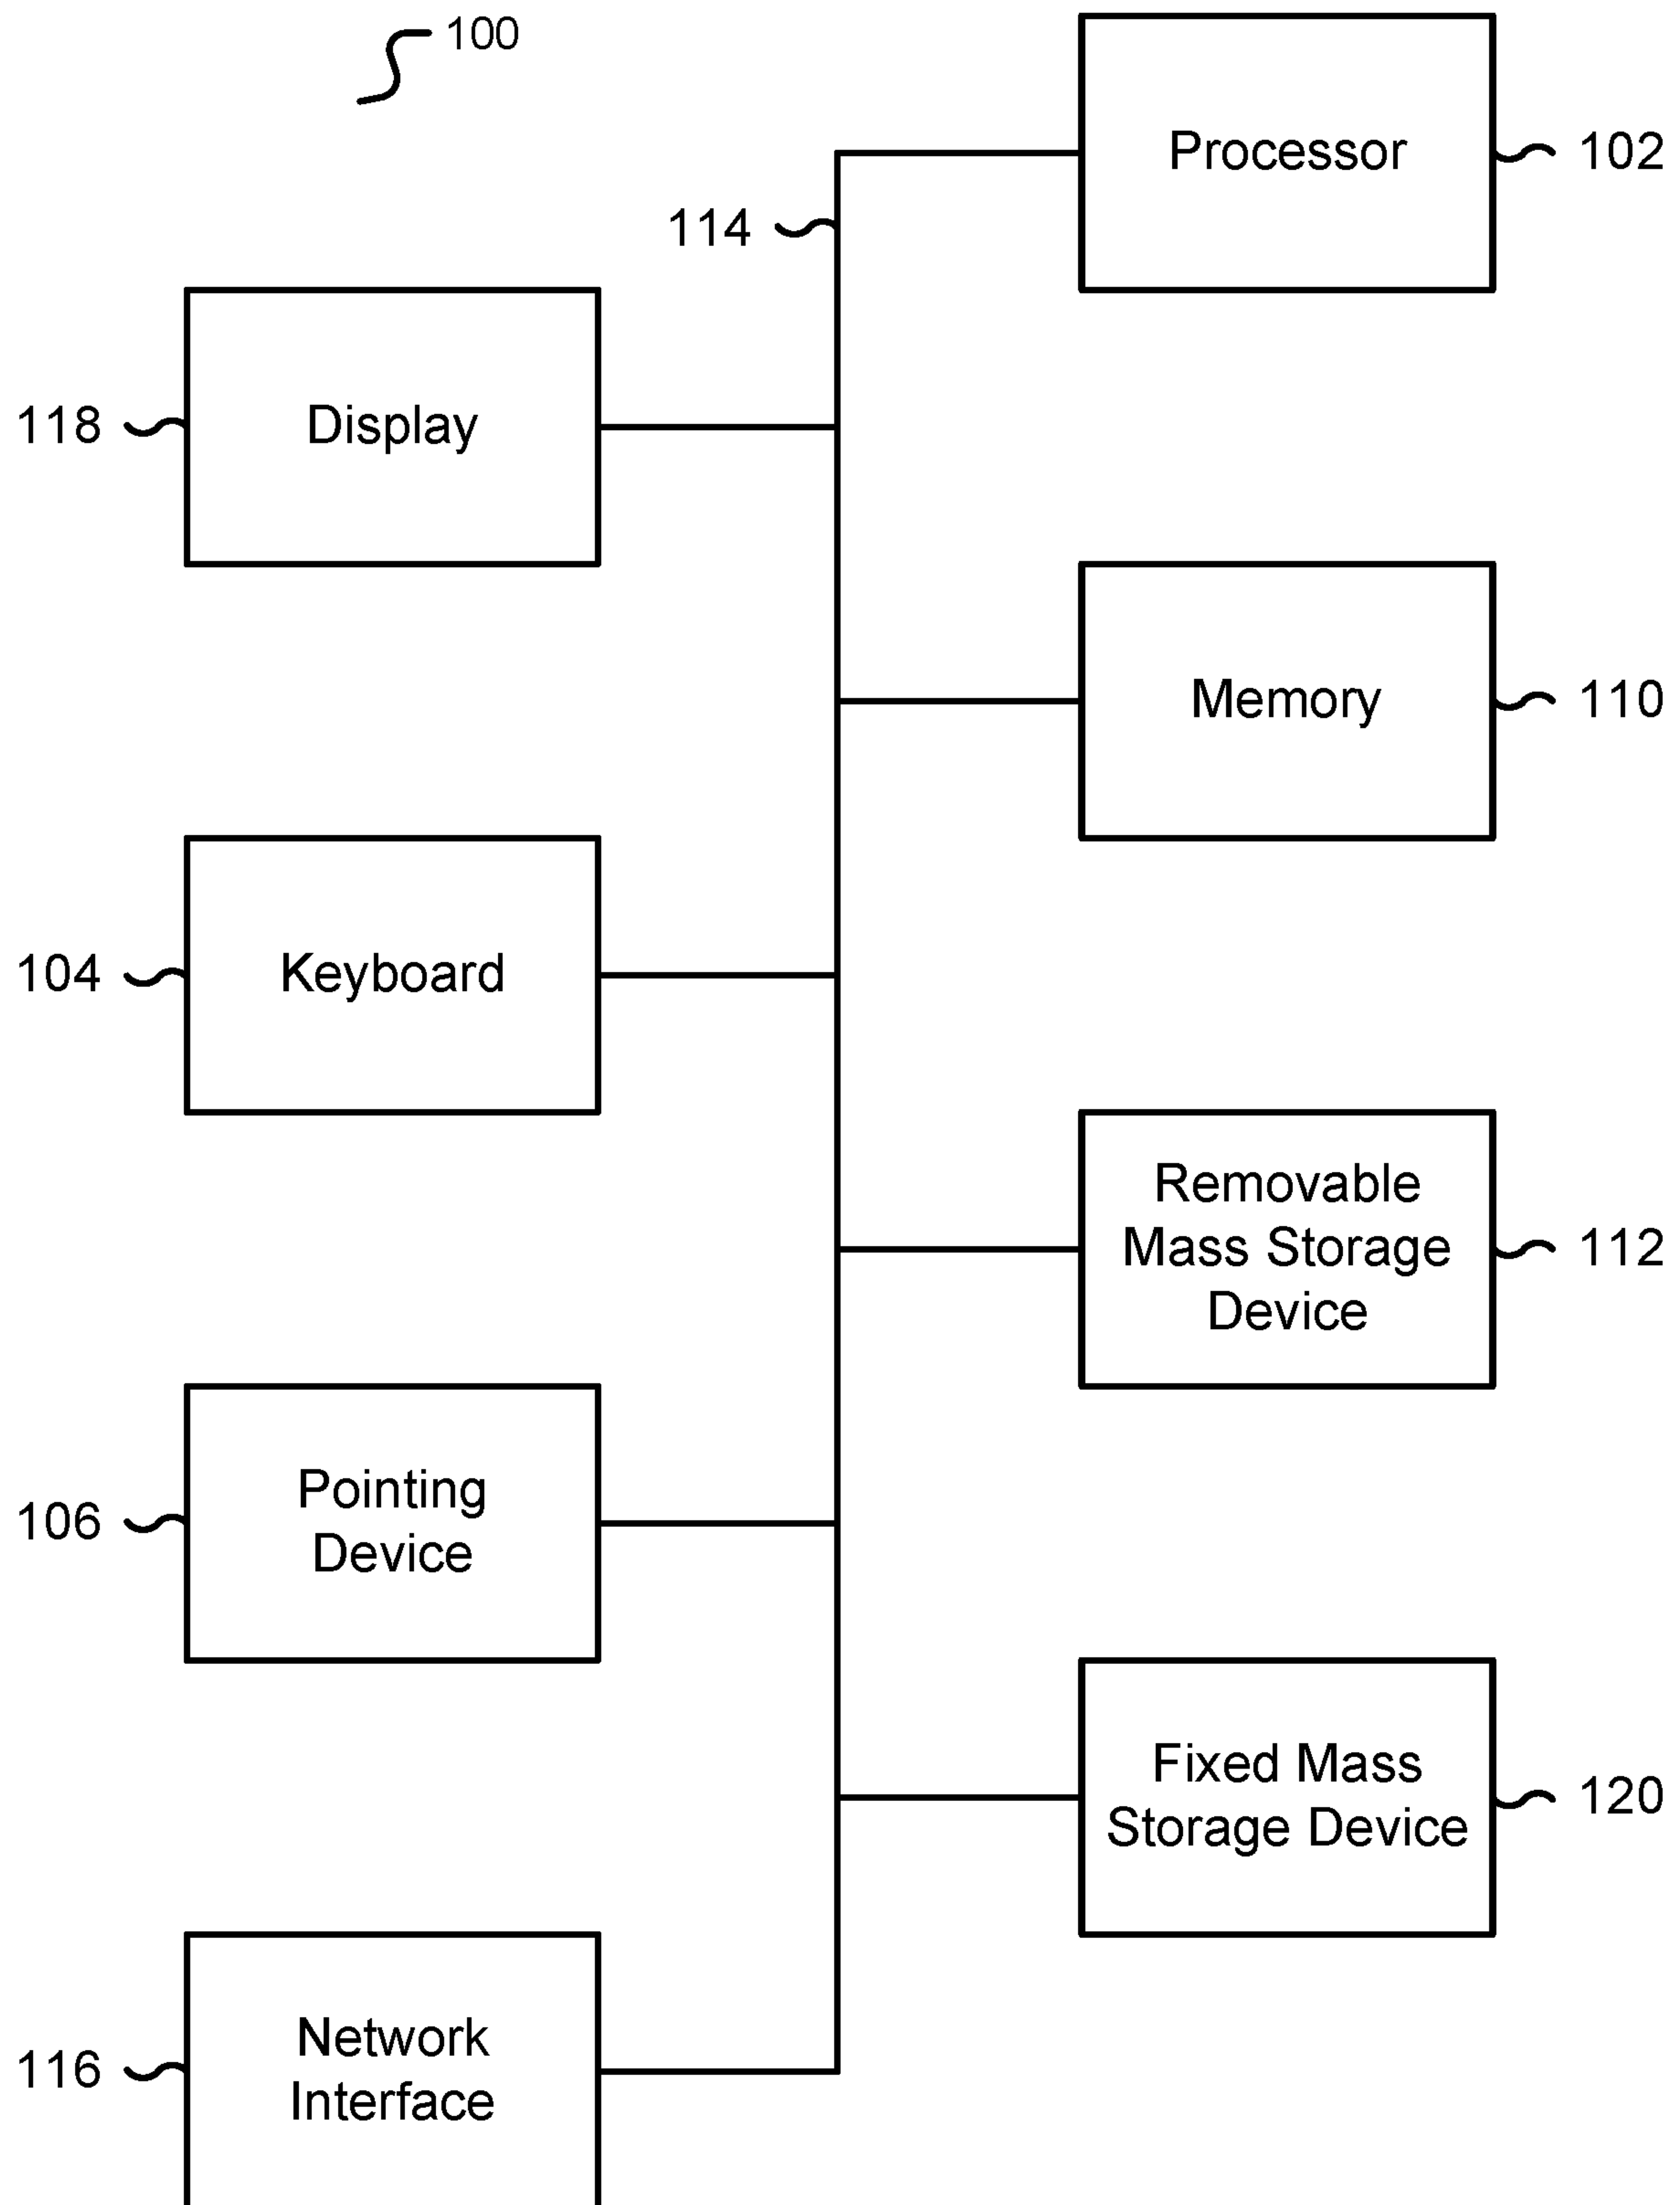 100
Processor
102
114
118
Display
Memory
110
104
Keyboard
Removable
Mass Storage
Device
112
106
Pointing
Device
Fixed Mass
Storage Device
120
116
Network
Interface